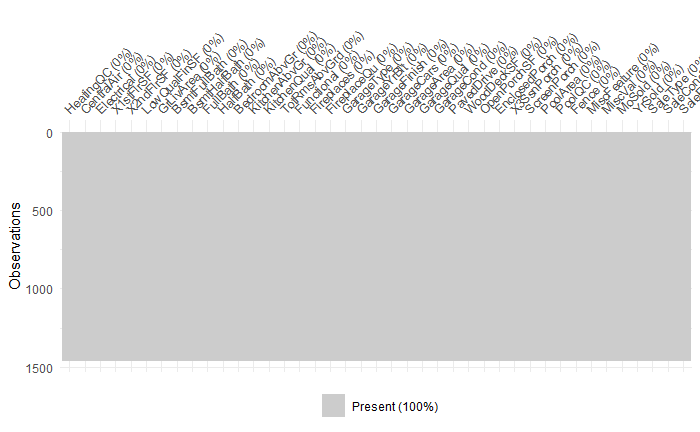 HeatingQC (0%)
CentralAir (0%)
Electrical (0%)
X1stFlrSF (0%)
X2ndFlrSF (0%)
LowQualFinSF (0%)
GrLivArea (0%)
BsmtFullBath (0%)
BsmtHalfBath (0%)
FullBath (0%)
HalfBath (0%)
BedroomAbvGr (0%)
KitchenAbvGr (0%)
KitchenQual (0%)
TotRmsAbvGrd (0%)
Functional (0%)
Fireplaces (0%)
FireplaceQu (0%)
GarageType (0%)
GarageYrBlt (0%)
GarageFinish (0%)
GarageCars (0%)
GarageArea (0%)
GarageQual (0%)
GarageCond (0%)
PavedDrive (0%)
WoodDeckSF (0%)
OpenPorchSF (0%)
EnclosedPorch (0%)
X3SsnPorch (0%)
ScreenPorch (0%)
PoolArea (0%)
PoolQC (0%)
Fence (0%)
MiscFeature (0%)
MiscVal (0%)
MoSold (0%)
YrSold (0%)
SaleType (0%)
SaleCon
Sale
0
500
1000
1500
Observations
Present (100%)